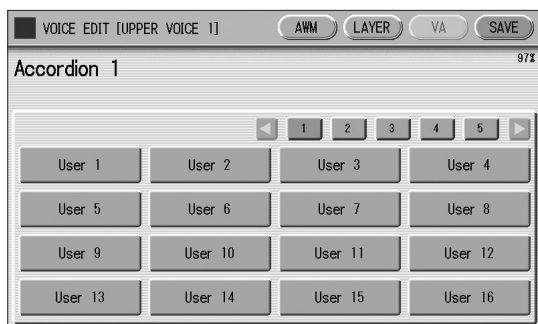 VOICE EDIT [UPPER VOICE 1] AWM LAYER VA SAVE
97%
Accordion 1
1 2 3 4 5
User 1 User 2 User 3 User 4
User 5 User 6 User 7 User 8
User 9 User 10 User 11 User 12
User 13 User 14 User 15 User 16